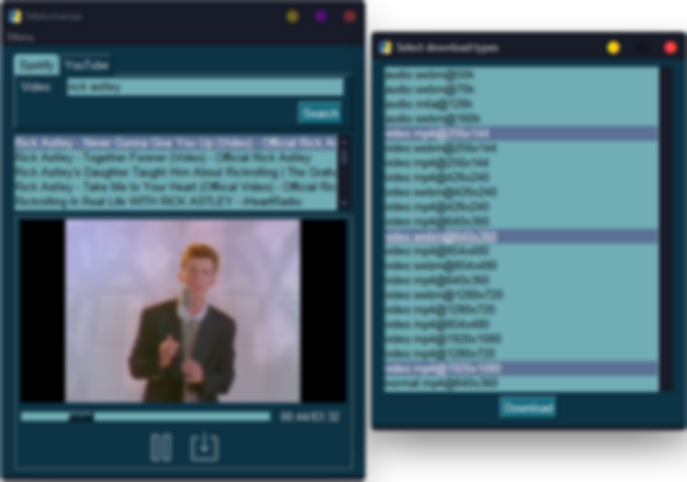 Melomaniac
Menu
Spotify YouTube
Video: rick astley
Search
Rick Astley - Never Gonna Give You Up (Video) - Official Rick As
Rick Astley - Together Forever (Video) - Official Rick Astley
Rick Astley's Daughter Taught Him About Rickrolling | The Graha
Rick Astley - Take Me to Your Heart (Official Video) - Official Ric
Rickrolling In Real Life WITH RICK ASTLEY - iHeartRadio
00:44/03:32
Select download types
audio:webm@50k
audio:webm@70k
audio:m4a@128k
audio:webm@160k
video:mp4@256x144
video:webm@256x144
video:mp4@256x144
video:mp4@426x240
video:webm@426x240
video:mp4@426x240
video:mp4@640x360
video:webm@640x360
video:mp4@854x480
video:webm@854x480
video:mp4@640x360
video:webm@1280x720
video:mp4@1280x720
video:mp4@854x480
video:mp4@1920x1080
video:mp4@1280x720
video:mp4@1920x1080
normal:mp4@640x360
Download